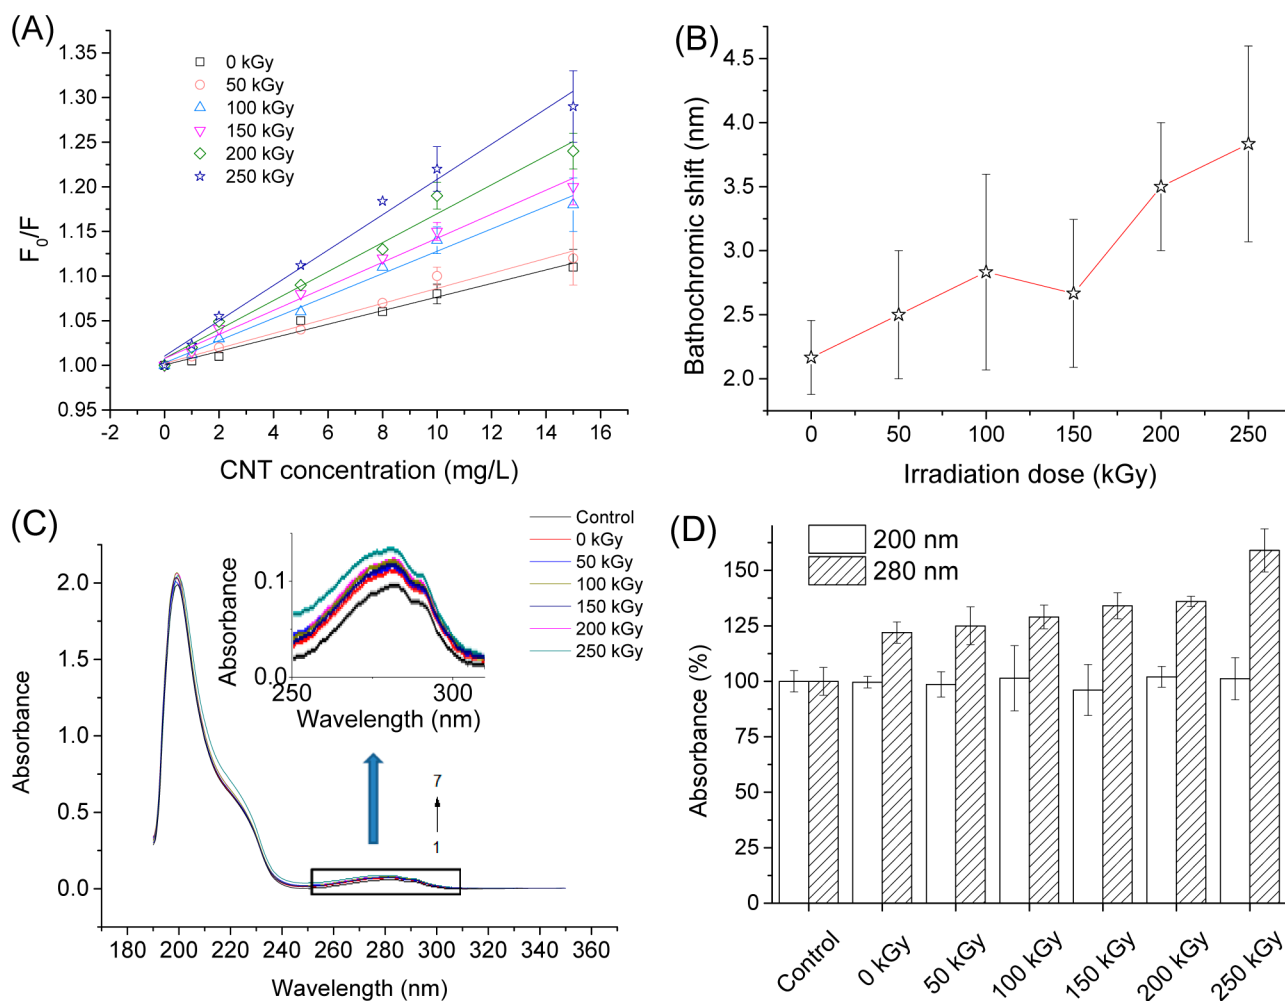 (A)
1.35
1.30
1.25
1.20
1.15
1.10
1.05
1.00
0.95
F0/F
0 kGy
50 kGy
100 kGy
150 kGy
200 kGy
250 kGy
-2 0 2 4 6 8 10 12 14 16
CNT concentration (mg/L)
(B)
4.5
4.0
3.5
3.0
2.5
2.0
Bathochromic shift (nm)
0 50 100 150 200 250
Irradiation dose (kGy)
(C)
2.0
1.5
1.0
0.5
0.0
Absorbance
180 200 220 240 260 280 300 320 340 360
Wavelength (nm)
0.1
0.0
Absorbance
250 300
Wavelength (nm)
7
1
Control
0 kGy
50 kGy
100 kGy
150 kGy
200 kGy
250 kGy
(D)
200 nm
280 nm
150
125
100
75
50
25
0
Absorbance (%)
Control
0 kGy
50 kGy
100 kGy
150 kGy
200 kGy
250 kGy